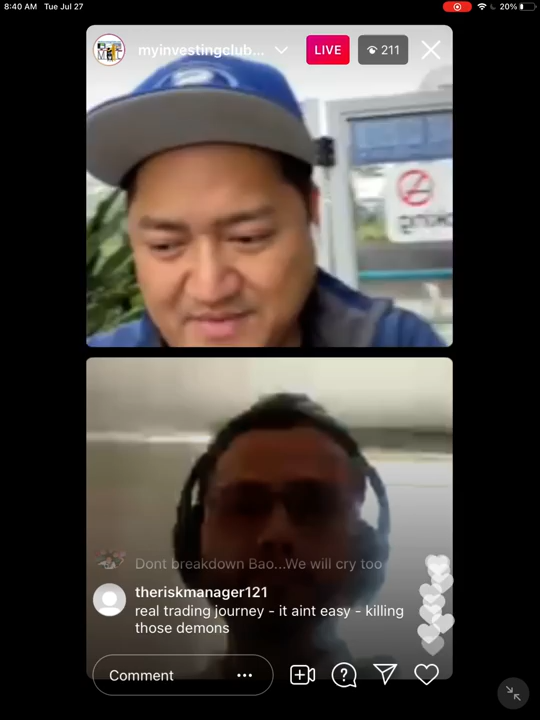 8:40 AM Tue Jul 27
20%
myinvestingclub...
LIVE
211
Dont breakdown Bao...We will cry too
theriskmanager121
real trading journey - it aint easy - killing
those demons
Comment